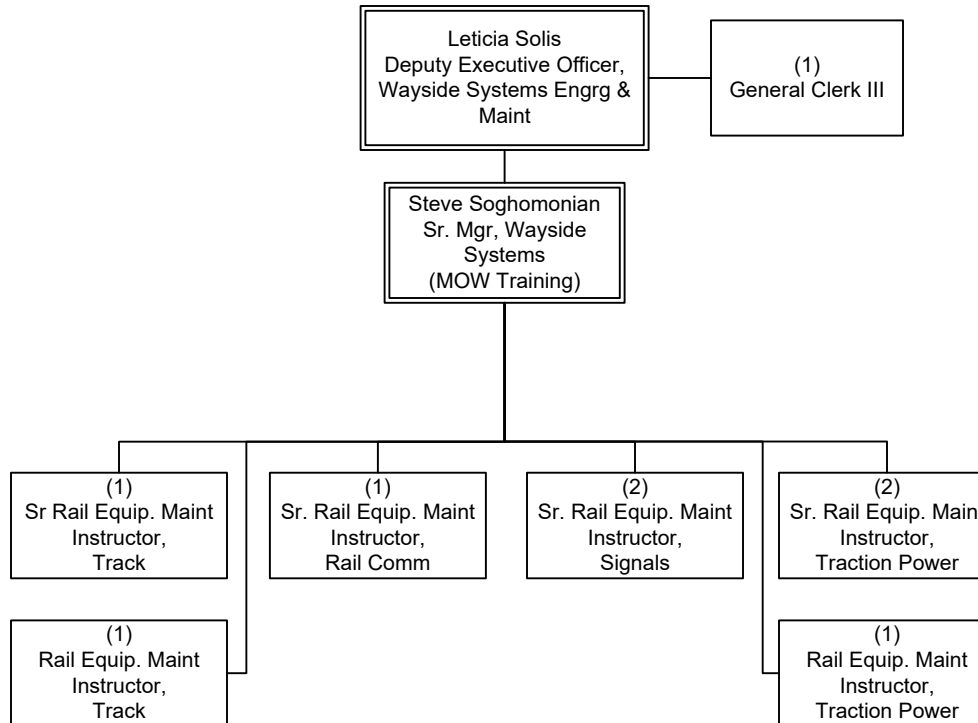 Leticia Solis
Deputy Executive Officer,
Wayside Systems Engrg &
Maint
(1)
General Clerk III
Steve Soghomonian
Sr. Mgr, Wayside
Systems
(MOW Training)
(1)
Sr Rail Equip. Maint
Instructor,
Track
(1)
Sr. Rail Equip. Maint
Instructor,
Rail Comm
(2)
Sr. Rail Equip. Maint
Instructor,
Signals
(2)
Sr. Rail Equip. Maint
Instructor,
Traction Power
(1)
Rail Equip. Maint
Instructor,
Track
(1)
Rail Equip. Maint
Instructor,
Traction Power